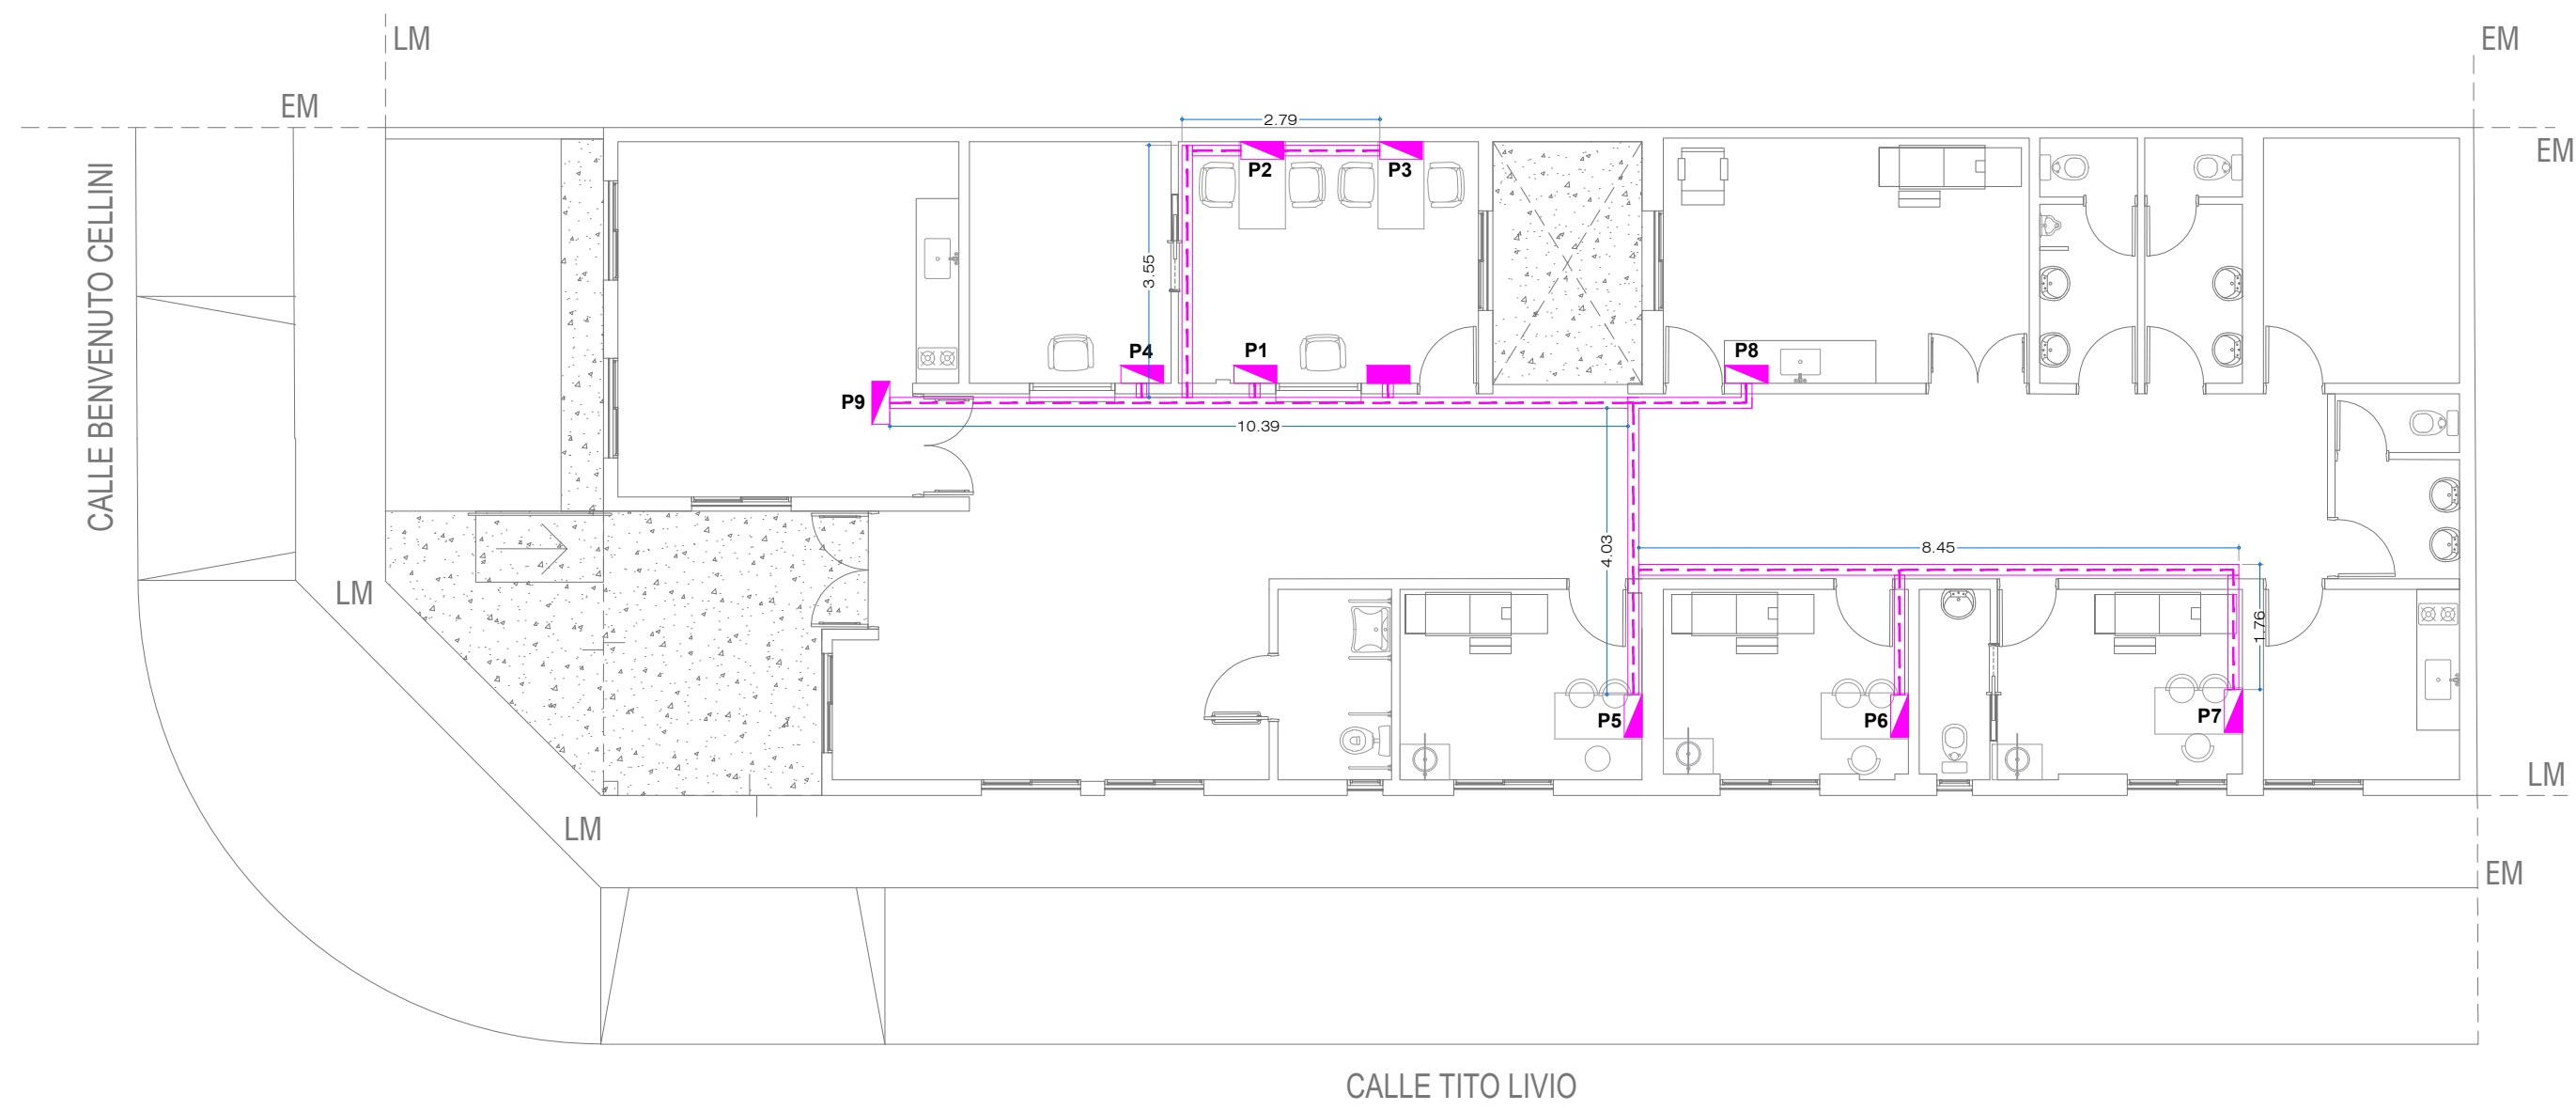 LM
EM
EM
EM
2.79
P2
P3
CALLE BENVENUTO CELLINI
3.55
P4
P1
P8
P9
10.39
4.03
8.45
LM
1.76
P5
P6
P7
LM
LM
EM
CALLE TITO LIVIO